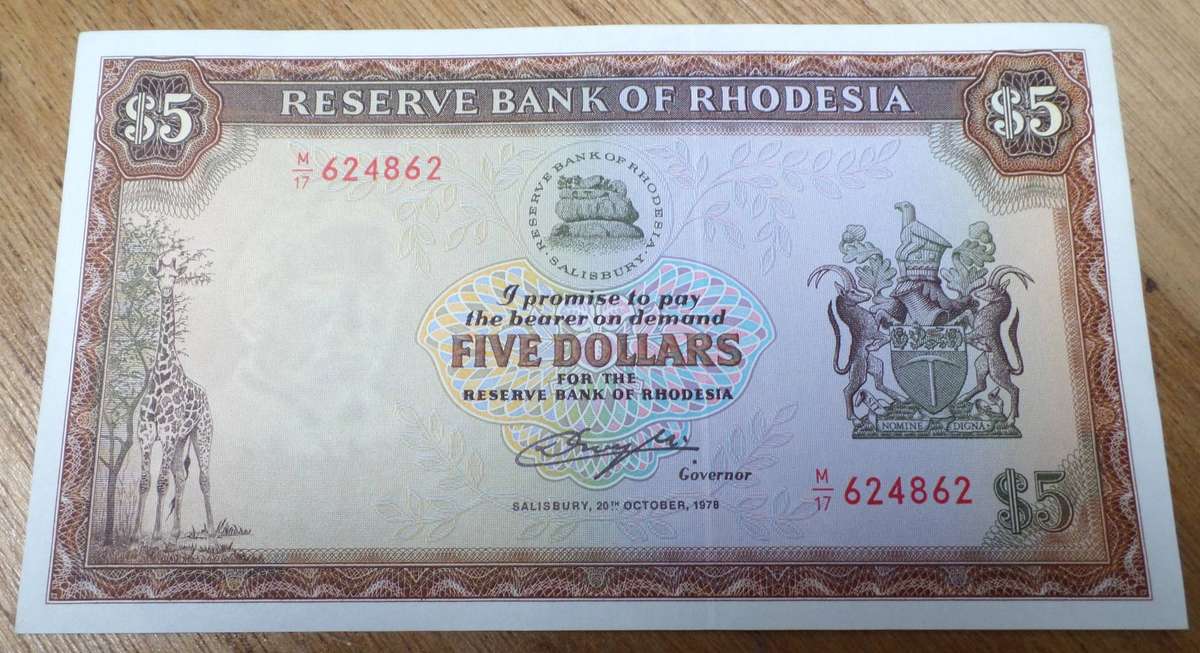 $5 RESERVE BANK OF RHODESIA $5
M/17 624862
RESERVE BANK OF RHODESIA
· SALISBURY ·
I promise to pay
the bearer on demand
FIVE DOLLARS
FOR THE
RESERVE BANK OF RHODESIA
NOMINE DIGNA
Governor
M/17 624862 $5
SALISBURY, 20TH OCTOBER, 1978